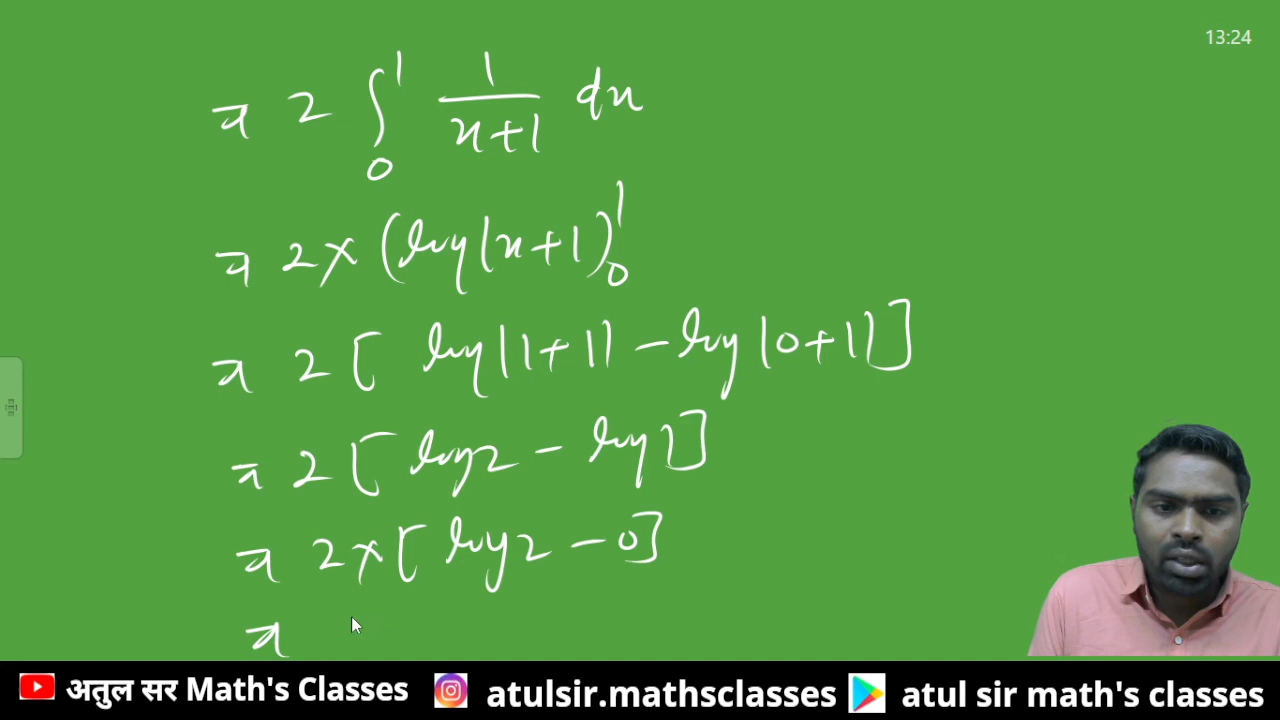 13:24
= 2 ∫₀¹ 1/(x+1) dx
= 2× (log|x+1|)₀¹
= 2[ log|1+1| - log|0+1|]
= 2[ log2 - log1]
= 2×[ log2 - 0]
=
अतुल सर Math's Classes atulsir.mathsclasses atul sir math's classes